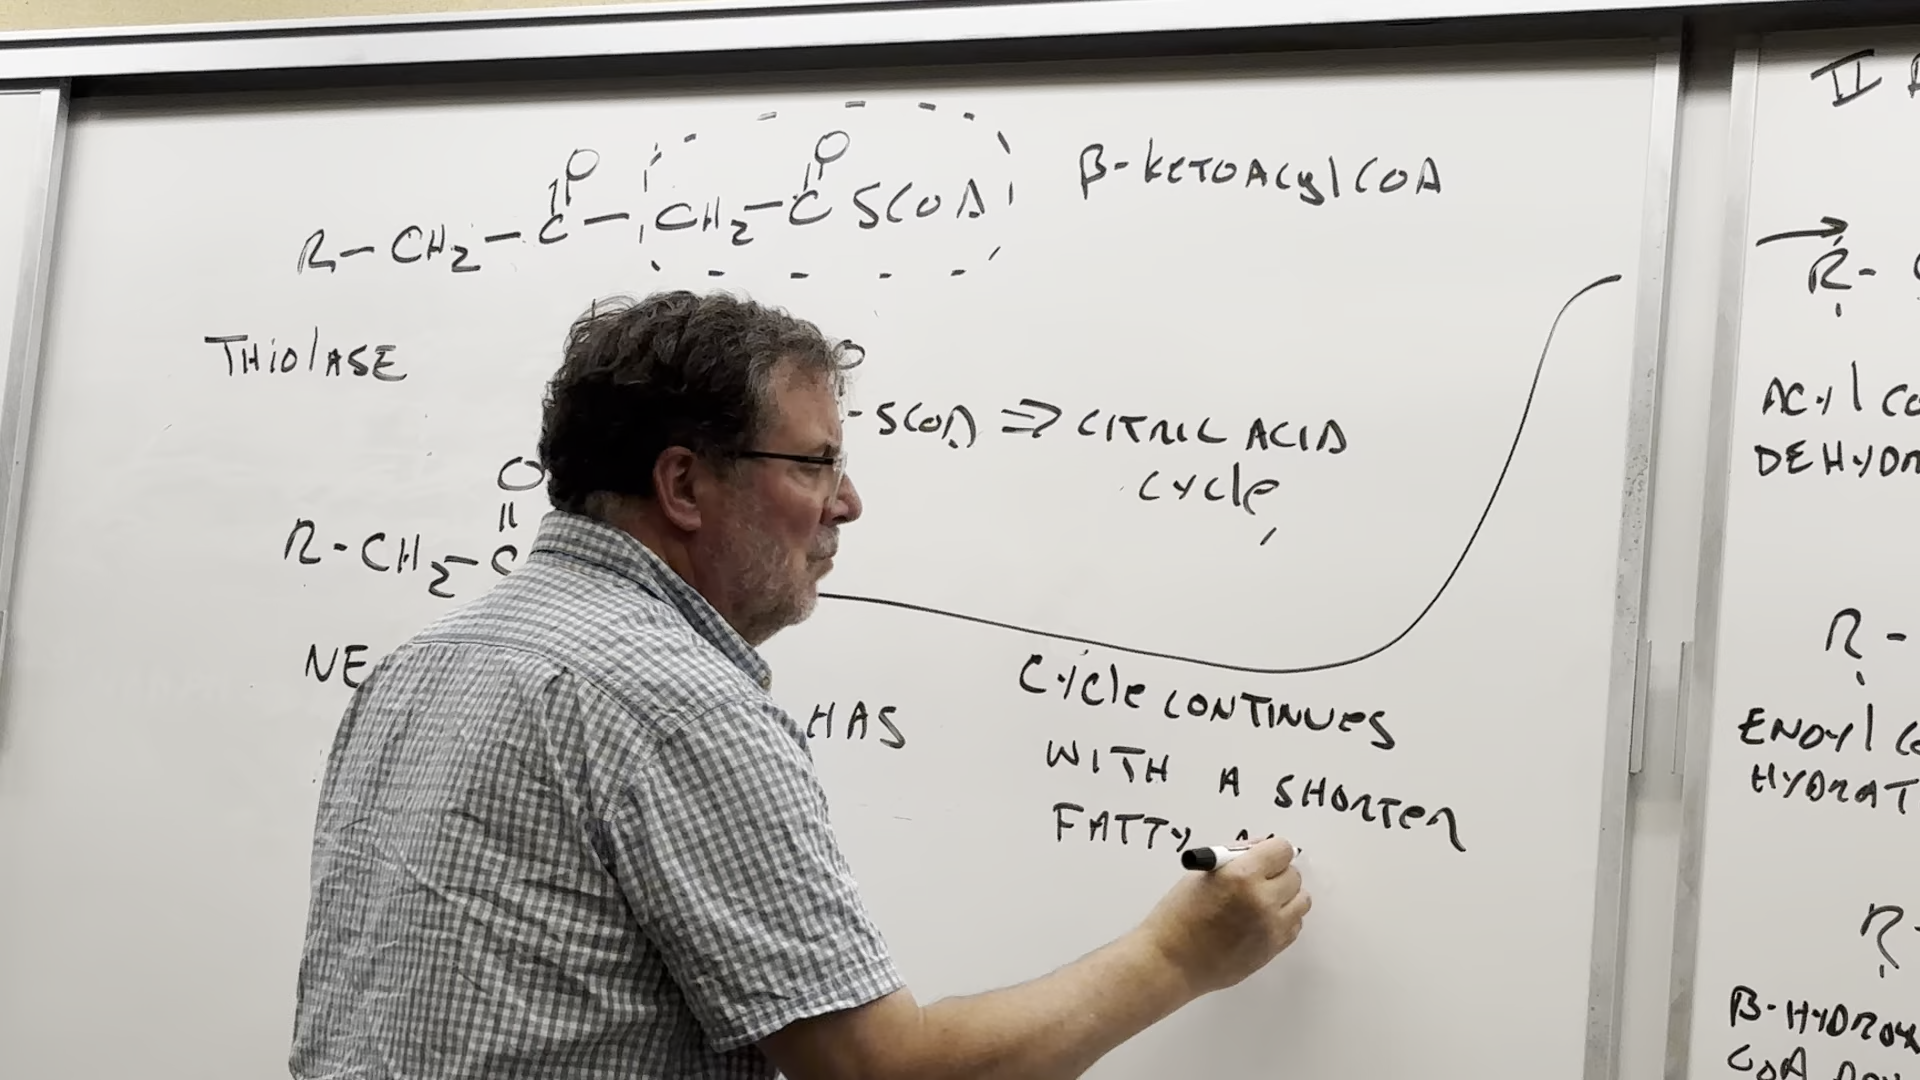 R-CH2-C-CH2-C SCOA
O O
β-KETOACYL COA
THIOLASE
O
-SCOA ⇒ CITRIC ACID
CYCLE,
O
R-CH2-C
NE
HAS
CYCLE CONTINUES
WITH A SHORTER
FATTY
II
→
R-
ACYL CO
DEHYDR
R-
ENOYL C
HYDRAT
R-
β-HYDROX
COA